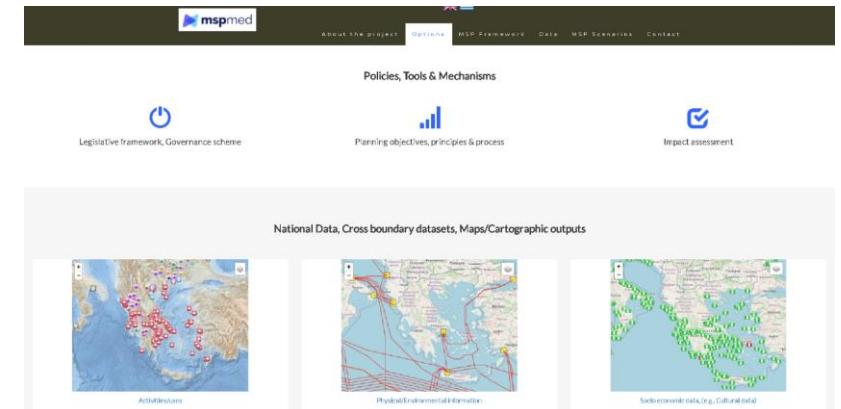 mspmed
About the project Options MSP Framework Data MSP Scenarios Contact
Policies, Tools & Mechanisms
Legislative framework, Governance scheme
Planning objectives, principles & process
Impact assessment
National Data, Cross boundary datasets, Maps/Cartographic outputs
Activities/uses
Physical/Environmental information
Socio economic data, (e.g., Cultural data)